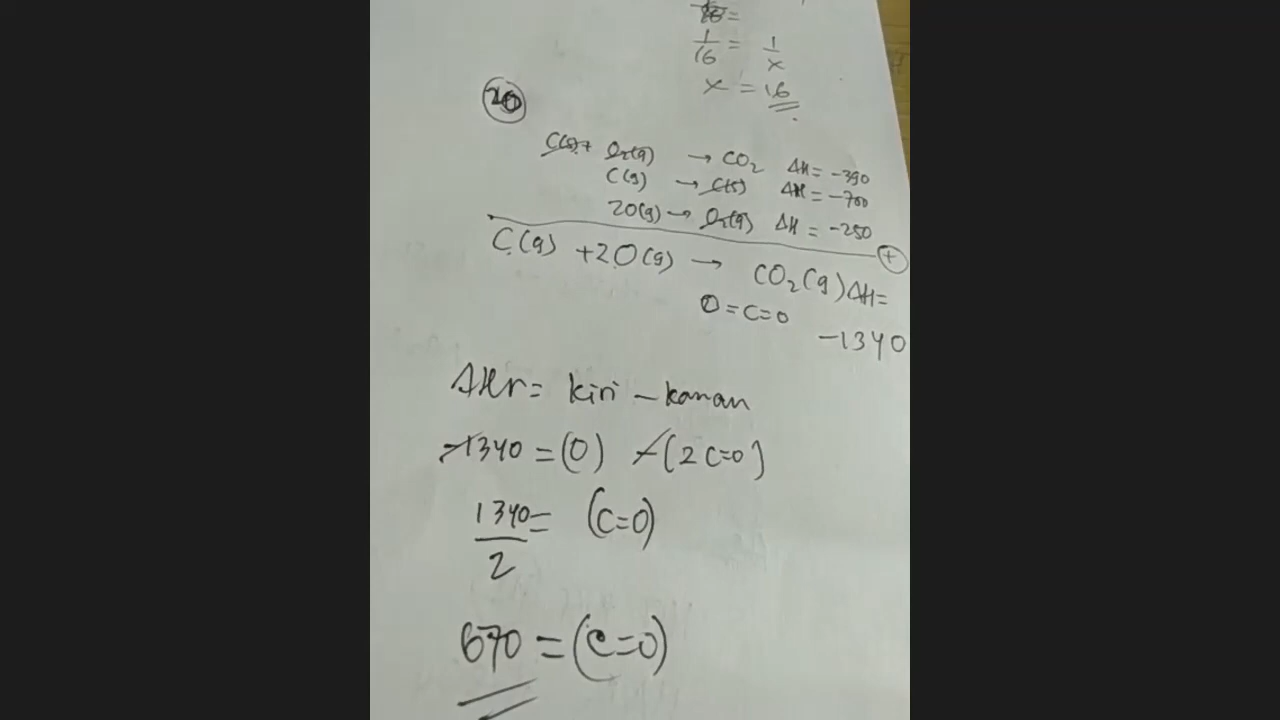 1/16 = 1/x
x = 16
20
C(s) + O₂(g) → CO₂ ΔH = -390
C(g) → C(s) ΔH = -700
2O(g) → O₂(g) ΔH = -250
+
C(g) + 2O(g) → CO₂(g) ΔH =
O=C=O
-1340
ΔHr = kiri - kanan
-1340 = (0) - (2 C=O)
1340/2 = (C=O)
670 = (C=O)